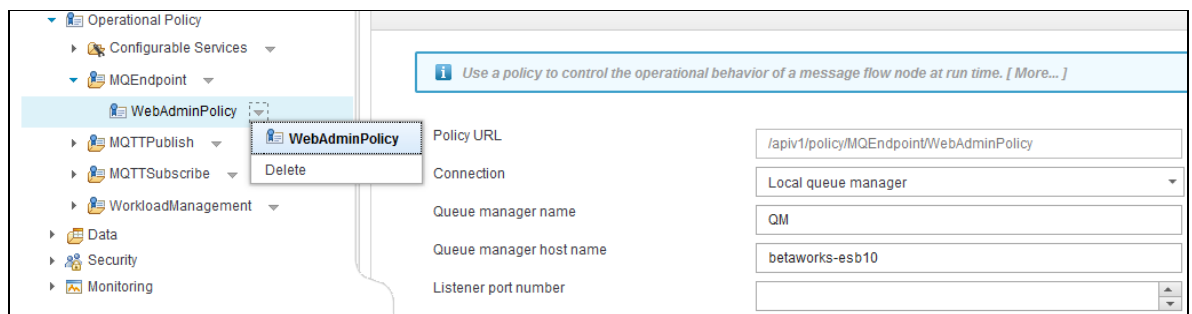 Operational Policy
Configurable Services
MQEndpoint
WebAdminPolicy
WebAdminPolicy
Delete
MQTTPublish
MQTTSubscribe
WorkloadManagement
Data
Security
Monitoring
Use a policy to control the operational behavior of a message flow node at run time. [ More... ]
Policy URL
/apiv1/policy/MQEndpoint/WebAdminPolicy
Connection
Local queue manager
Queue manager name
QM
Queue manager host name
betaworks-esb10
Listener port number